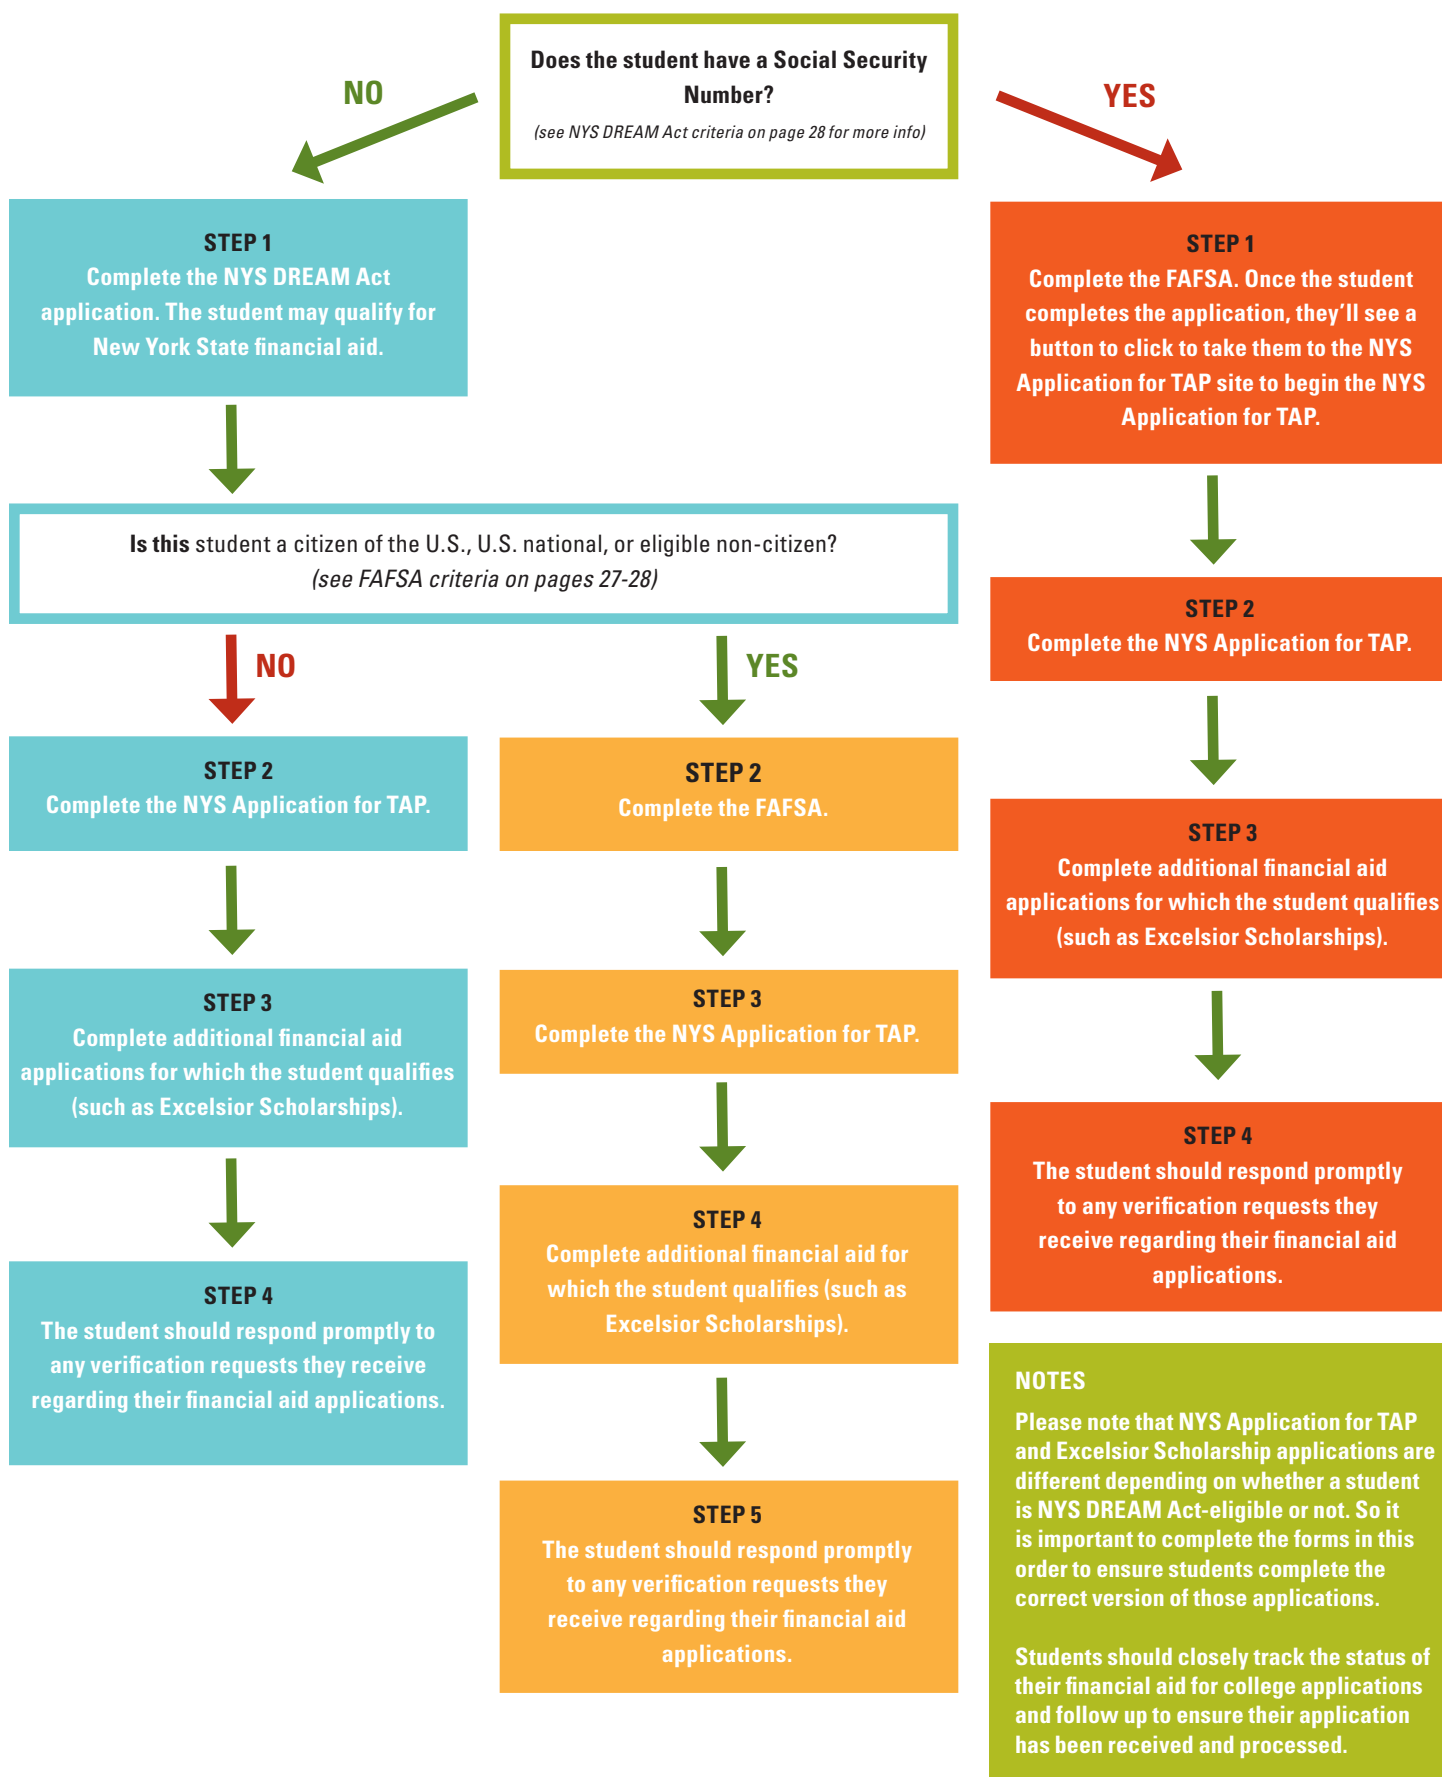 Does the student have a Social Security
Number?
(see NYS DREAM Act criteria on page 28 for more info)
NO
YES
STEP 1
Complete the NYS DREAM Act
application. The student may qualify for
New York State financial aid.
STEP 1
Complete the FAFSA. Once the student
completes the application, they’ll see a
button to click to take them to the NYS
Application for TAP site to begin the NYS
Application for TAP.
Is this student a citizen of the U.S., U.S. national, or eligible non-citizen?
(see FAFSA criteria on pages 27-28)
NO
YES
STEP 2
Complete the NYS Application for TAP.
STEP 3
Complete additional financial aid
applications for which the student qualifies
(such as Excelsior Scholarships).
STEP 4
The student should respond promptly to
any verification requests they receive
regarding their financial aid applications.
STEP 2
Complete the FAFSA.
STEP 3
Complete the NYS Application for TAP.
STEP 4
Complete additional financial aid for
which the student qualifies (such as
Excelsior Scholarships).
STEP 5
The student should respond promptly
to any verification requests they
receive regarding their financial aid
applications.
STEP 2
Complete the NYS Application for TAP.
STEP 3
Complete additional financial aid
applications for which the student qualifies
(such as Excelsior Scholarships).
STEP 4
The student should respond promptly
to any verification requests they
receive regarding their financial aid
applications.
NOTES
Please note that NYS Application for TAP
and Excelsior Scholarship applications are
different depending on whether a student
is NYS DREAM Act-eligible or not. So it
is important to complete the forms in this
order to ensure students complete the
correct version of those applications.
Students should closely track the status of
their financial aid for college applications
and follow up to ensure their application
has been received and processed.